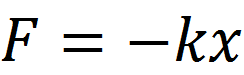 F = −kx